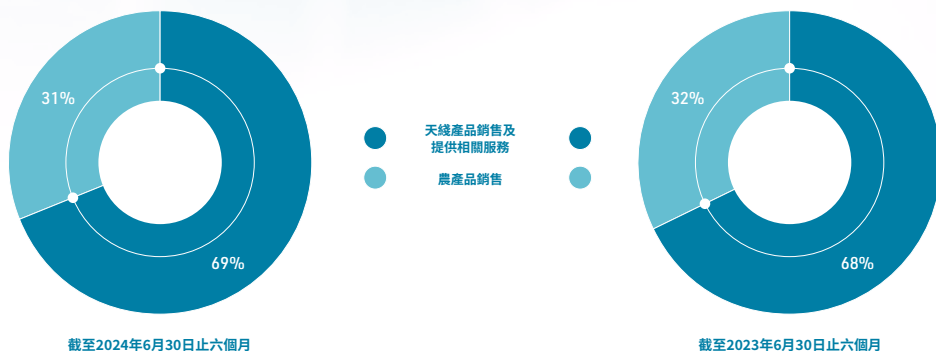 31%
69%
天綫產品銷售及
提供相關服務
農產品銷售
32%
68%
截至2024年6月30日止六個月
截至2023年6月30日止六個月